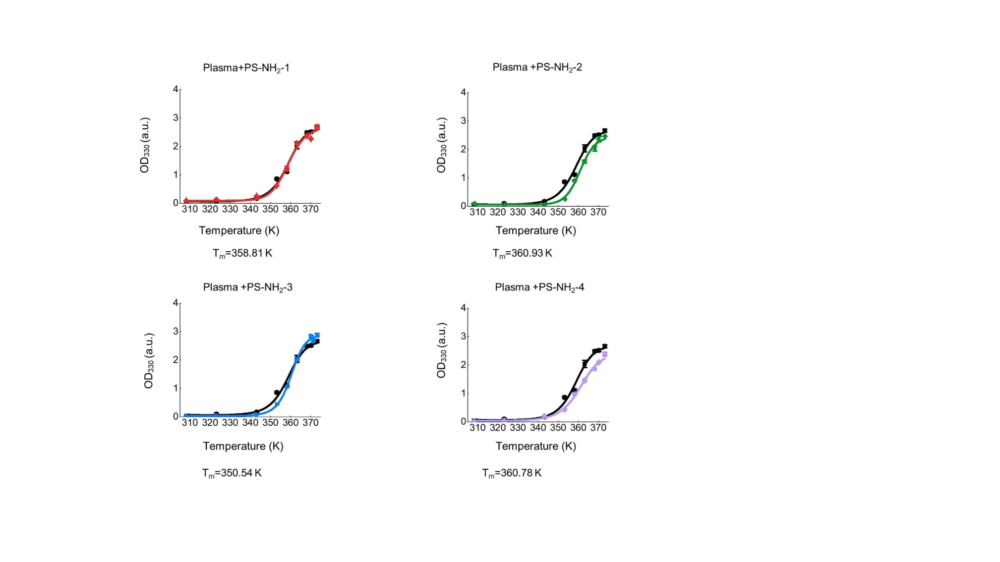 Plasma+PS-NH2-1
4
3
2
1
0
OD330 (a.u.)
310 320 330 340 350 360 370
Temperature (K)
Tm=358.81 K
Plasma +PS-NH2-2
4
3
2
1
0
OD330 (a.u.)
310 320 330 340 350 360 370
Temperature (K)
Tm=360.93 K
Plasma +PS-NH2-3
4
3
2
1
0
OD330 (a.u.)
310 320 330 340 350 360 370
Temperature (K)
Tm=350.54 K
Plasma +PS-NH2-4
4
3
2
1
0
OD330 (a.u.)
310 320 330 340 350 360 370
Temperature (K)
Tm=360.78 K